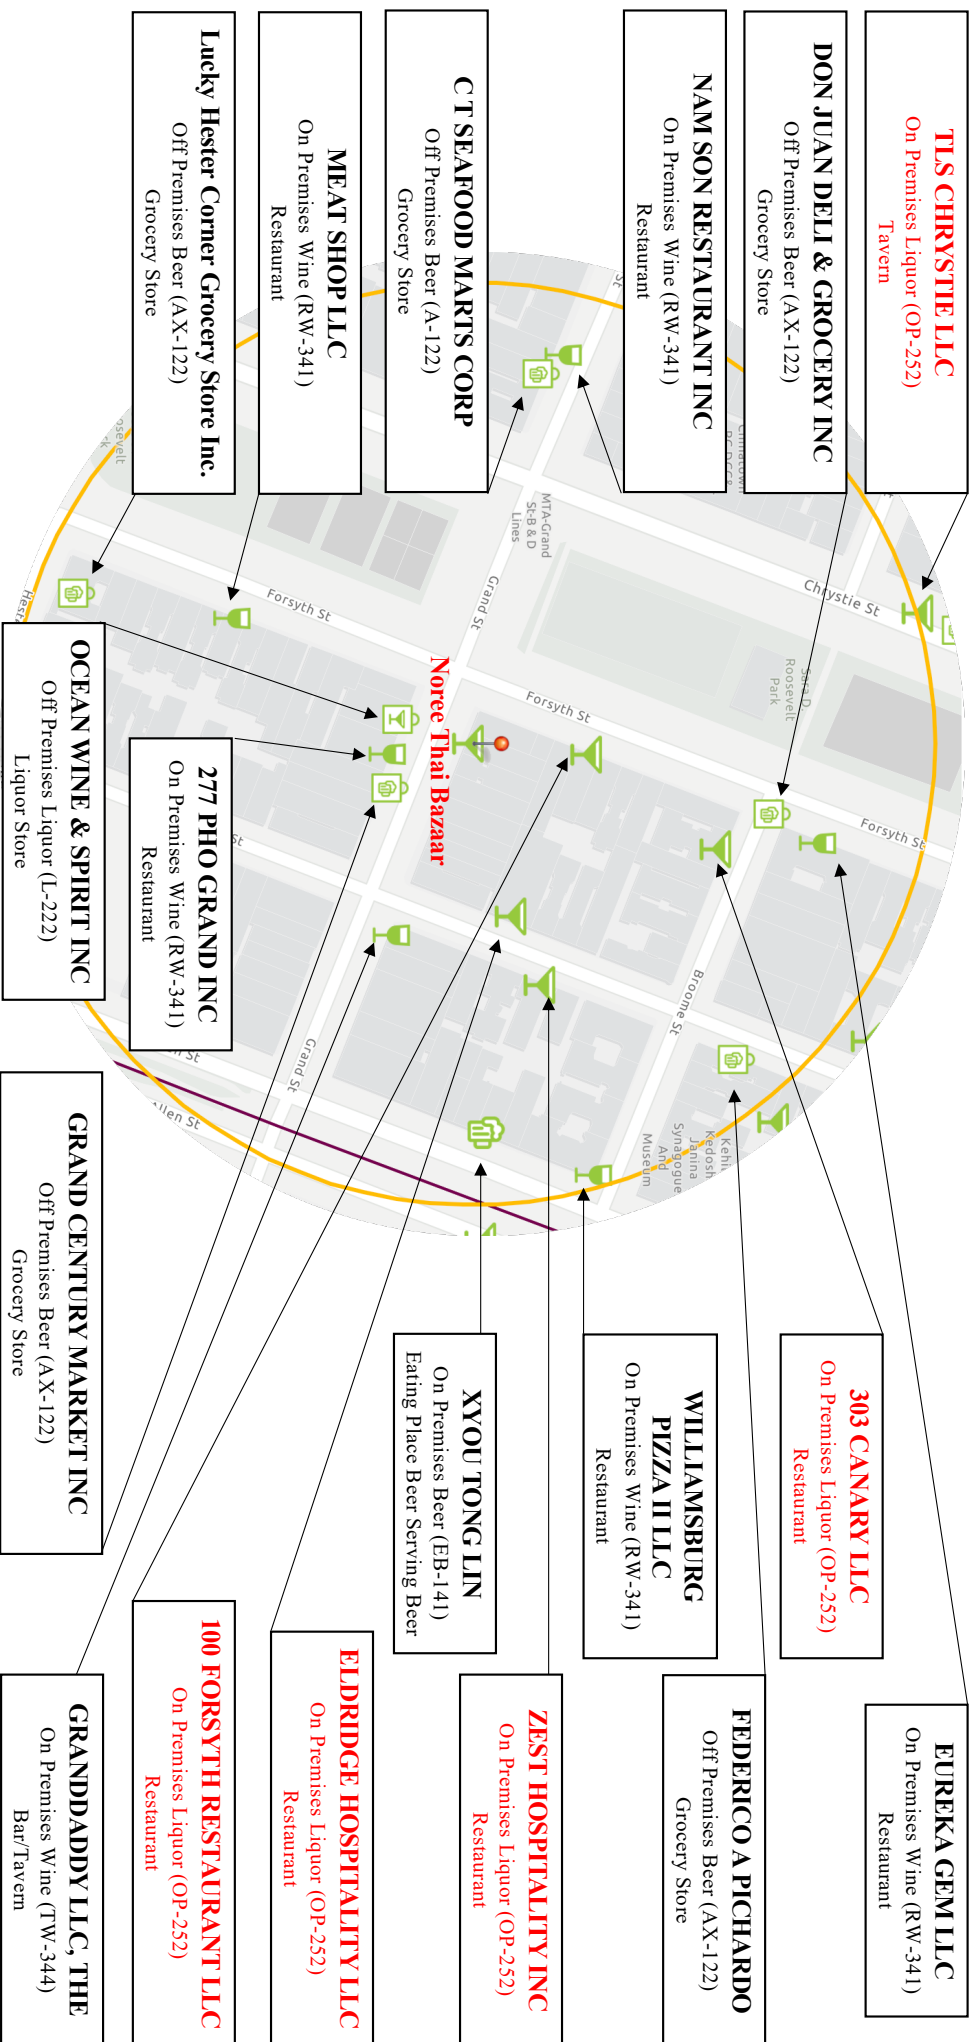 TLS CHRYSTIE LLC
On Premises Liquor (OP-252)
Tavern
DON JUAN DELI & GROCERY INC
Off Premises Beer (AX-122)
Grocery Store
NAM SON RESTAURANT INC
On Premises Wine (RW-341)
Restaurant
C T SEAFOOD MARTS CORP
Off Premises Beer (A-122)
Grocery Store
MEAT SHOP LLC
On Premises Wine (RW-341)
Restaurant
Lucky Hester Corner Grocery Store Inc.
Off Premises Beer (AX-122)
Grocery Store
EUREKA GEM LLC
On Premises Wine (RW-341)
Restaurant
303 CANARY LLC
On Premises Liquor (OP-252)
Restaurant
FEDERICO A PICHARDO
Off Premises Beer (AX-122)
Grocery Store
WILLIAMSBURG
PIZZA II LLC
On Premises Wine (RW-341)
Restaurant
ZEST HOSPITALITY INC
On Premises Liquor (OP-252)
Restaurant
XYOU TONG LIN
On Premises Beer (EB-141)
Eating Place Beer Serving Beer
ELDRIDGE HOSPITALITY LLC
On Premises Liquor (OP-252)
Restaurant
100 FORSYTH RESTAURANT LLC
On Premises Liquor (OP-252)
Restaurant
GRANDDADDY LLC, THE
On Premises Wine (TW-344)
Bar/Tavern
GRAND CENTURY MARKET INC
Off Premises Beer (AX-122)
Grocery Store
277 PHO GRAND INC
On Premises Wine (RW-341)
Restaurant
OCEAN WINE & SPIRIT INC
Off Premises Liquor (L-222)
Liquor Store
Noree Thai Bazaar
Chrystie St
Sara D
Roosevelt
Park
Forsyth St
Forsyth St
Forsyth St
MTA-Grand
St-B & D
Lines
Grand St
Grand St
Broome St
Kehi
Kedosh
Janina
Synagogue
And
Museum
llen St
St
n St
Hest
osevelt
k
St